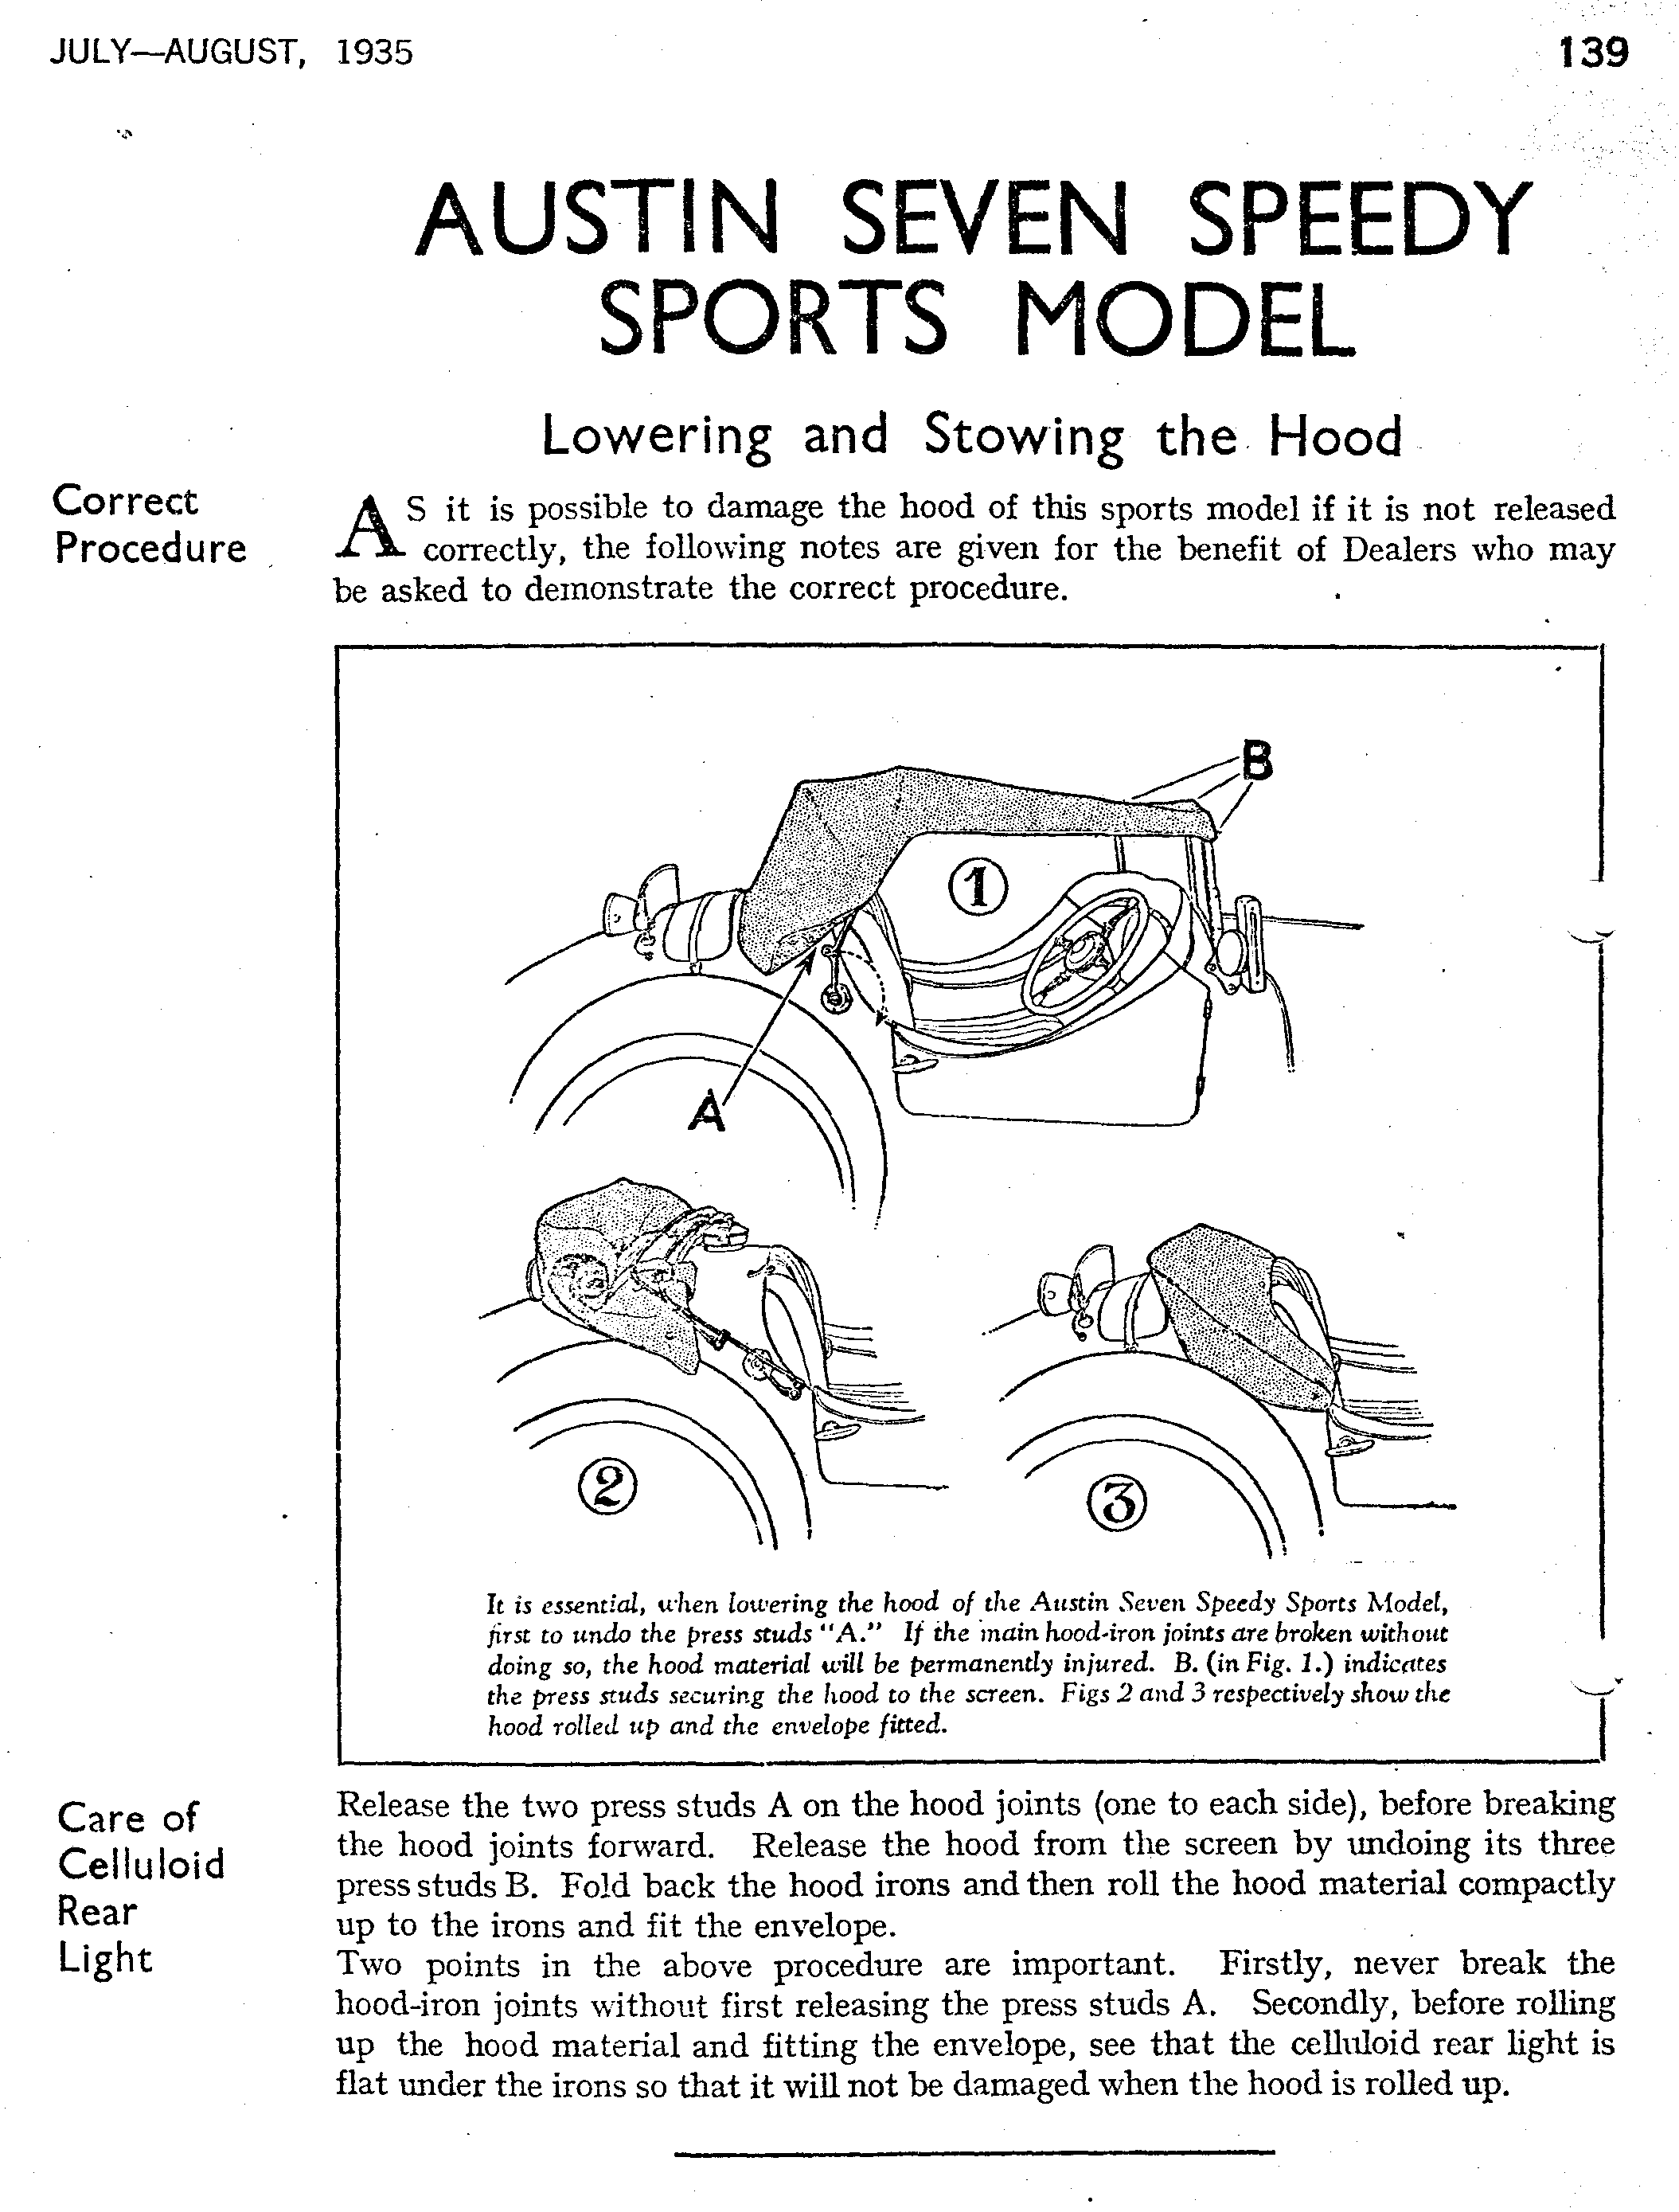 JULY—AUGUST, 1935
139
AUSTIN SEVEN SPEEDY
SPORTS MODEL
Lowering and Stowing the Hood
Correct
Procedure
AS it is possible to damage the hood of this sports model if it is not released
correctly, the following notes are given for the benefit of Dealers who may
be asked to demonstrate the correct procedure.
B
1
A
2
3
It is essential, when lowering the hood of the Austin Seven Speedy Sports Model,
first to undo the press studs "A." If the main hood-iron joints are broken without
doing so, the hood material will be permanently injured. B. (in Fig. 1.) indicates
the press studs securing the hood to the screen. Figs 2 and 3 respectively show the
hood rolled up and the envelope fitted.
Care of
Celluloid
Rear
Light
Release the two press studs A on the hood joints (one to each side), before breaking
the hood joints forward. Release the hood from the screen by undoing its three
press studs B. Fold back the hood irons and then roll the hood material compactly
up to the irons and fit the envelope.
Two points in the above procedure are important. Firstly, never break the
hood-iron joints without first releasing the press studs A. Secondly, before rolling
up the hood material and fitting the envelope, see that the celluloid rear light is
flat under the irons so that it will not be damaged when the hood is rolled up.